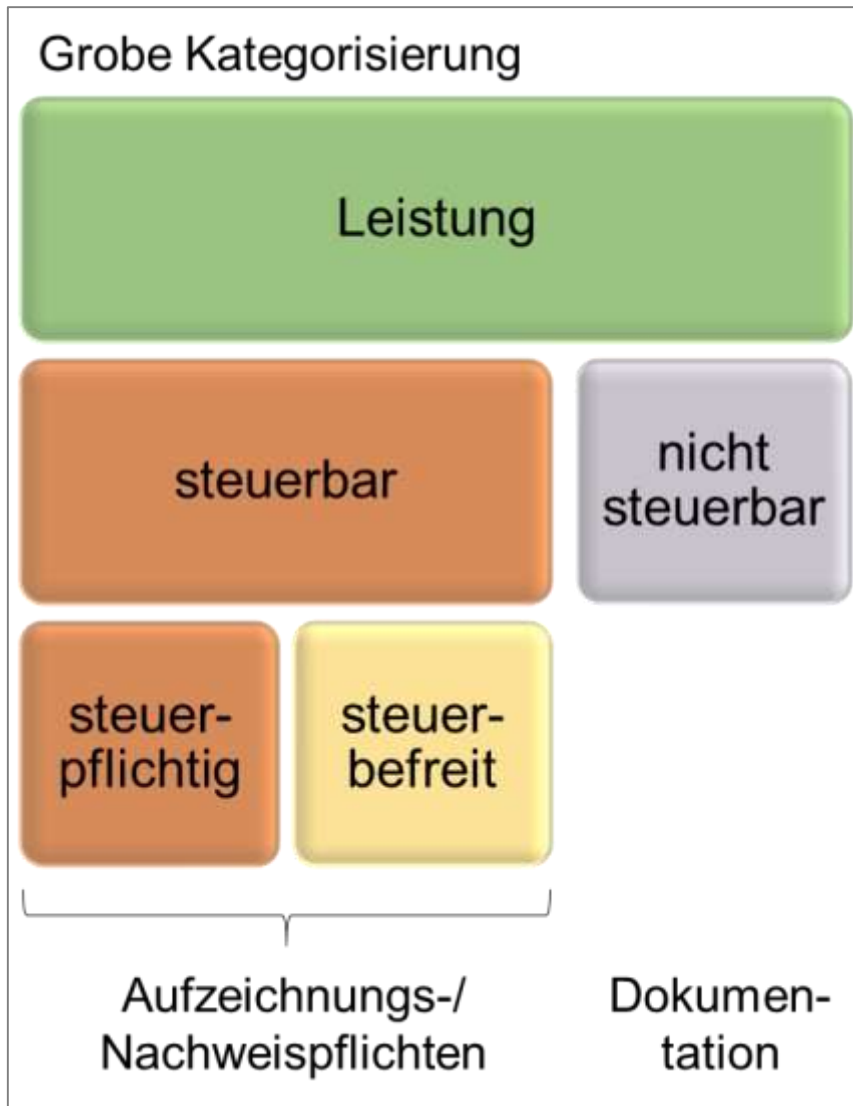 Grobe Kategorisierung
Leistung
steuerbar
nicht
steuerbar
steuer-
pflichtig
steuer-
befreit
Aufzeichnungs-/
Nachweispflichten
Dokumen-
tation